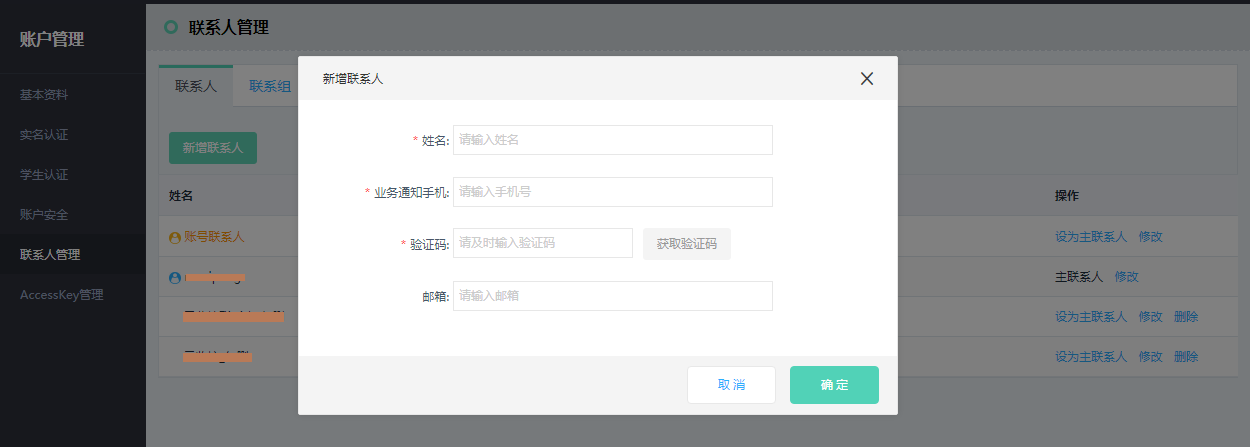 账户管理
基本资料
实名认证
学生认证
账户安全
联系人管理
AccessKey管理
联系人管理
联系人 联系组
新增联系人
姓名 操作
账号联系人 设为主联系人 修改
主联系人 修改
设为主联系人 修改 删除
设为主联系人 修改 删除
新增联系人
* 姓名: 请输入姓名
* 业务通知手机: 请输入手机号
* 验证码: 请及时输入验证码 获取验证码
邮箱: 请输入邮箱
取消 确定